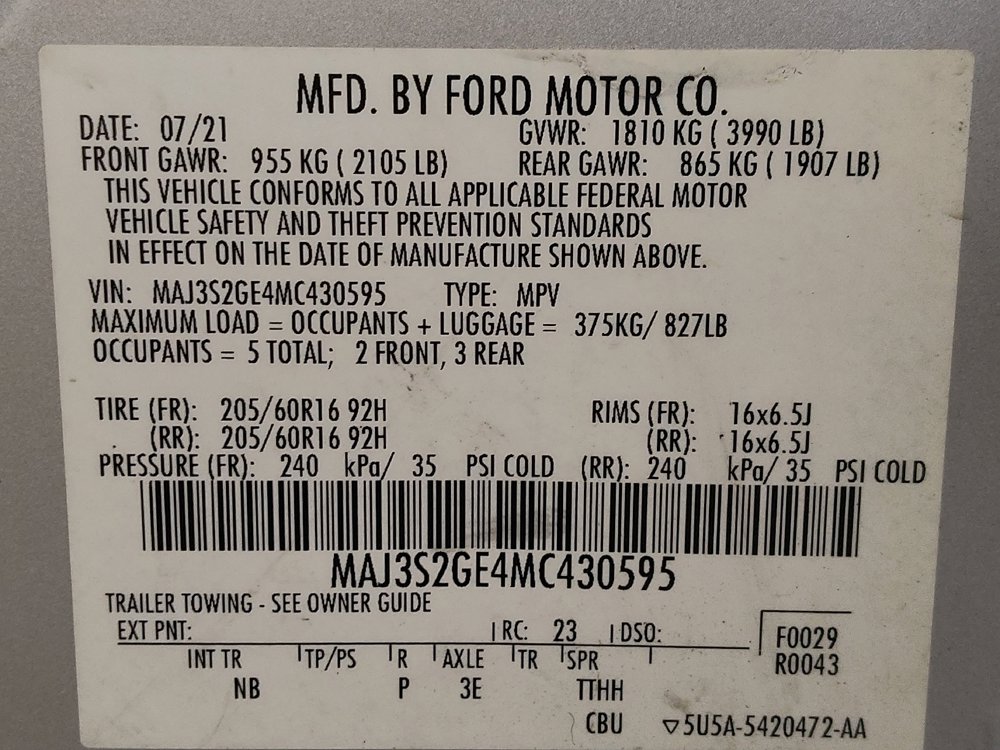 MFD. BY FORD MOTOR CO.
DATE: 07/21 GVWR: 1810 KG ( 3990 LB)
FRONT GAWR: 955 KG ( 2105 LB) REAR GAWR: 865 KG ( 1907 LB)
THIS VEHICLE CONFORMS TO ALL APPLICABLE FEDERAL MOTOR
VEHICLE SAFETY AND THEFT PREVENTION STANDARDS
IN EFFECT ON THE DATE OF MANUFACTURE SHOWN ABOVE.
VIN: MAJ3S2GE4MC430595 TYPE: MPV
MAXIMUM LOAD = OCCUPANTS + LUGGAGE = 375KG/ 827LB
OCCUPANTS = 5 TOTAL; 2 FRONT, 3 REAR
TIRE (FR): 205/60R16 92H RIMS (FR): 16x6.5J
(RR): 205/60R16 92H (RR): 16x6.5J
PRESSURE (FR): 240 kPa/ 35 PSI COLD (RR): 240 kPa/ 35 PSI COLD
MAJ3S2GE4MC430595
TRAILER TOWING - SEE OWNER GUIDE
EXT PNT: RC: 23 DSO: F0029
INT TR TP/PS R AXLE TR SPR R0043
NB P 3E TTHH
CBU ▽5U5A-5420472-AA